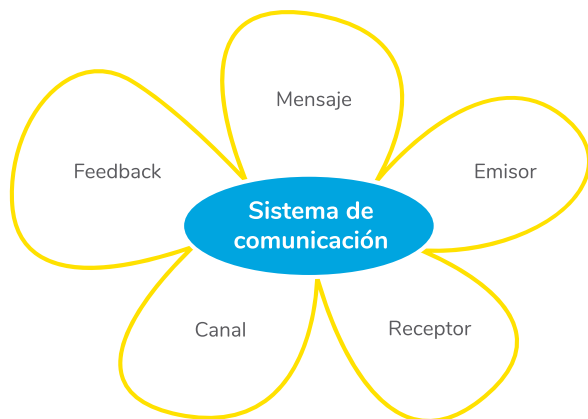 Mensaje
Feedback
Emisor
Sistema de
comunicación
Canal
Receptor